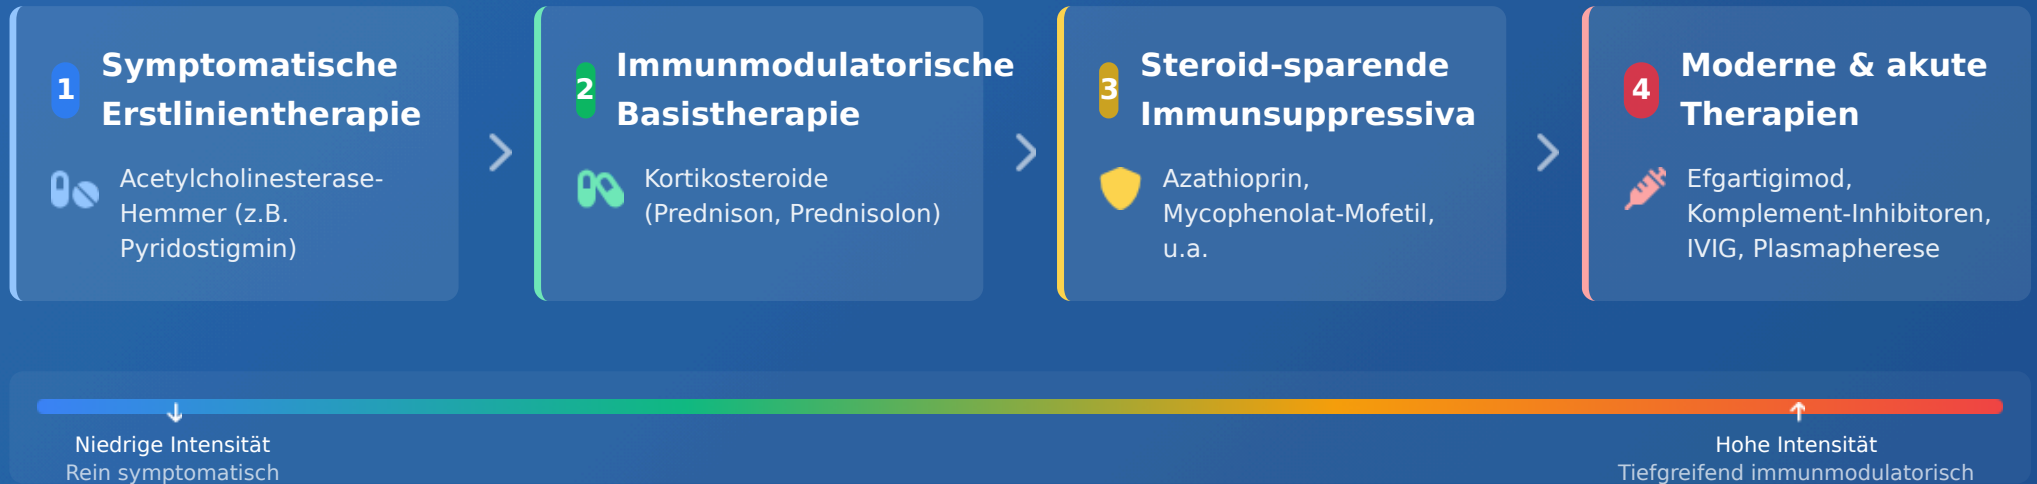 1
Symptomatische
Erstlinientherapie
Acetylcholinesterase-
Hemmer (z.B.
Pyridostigmin)
2
Immunmodulatorische
Basistherapie
Kortikosteroide
(Prednison, Prednisolon)
3
Steroid-sparende
Immunsuppressiva
Azathioprin,
Mycophenolat-Mofetil,
u.a.
4
Moderne & akute
Therapien
Efgartigimod,
Komplement-Inhibitoren,
IVIG, Plasmapherese
Niedrige Intensität
Rein symptomatisch
Hohe Intensität
Tiefgreifend immunmodulatorisch